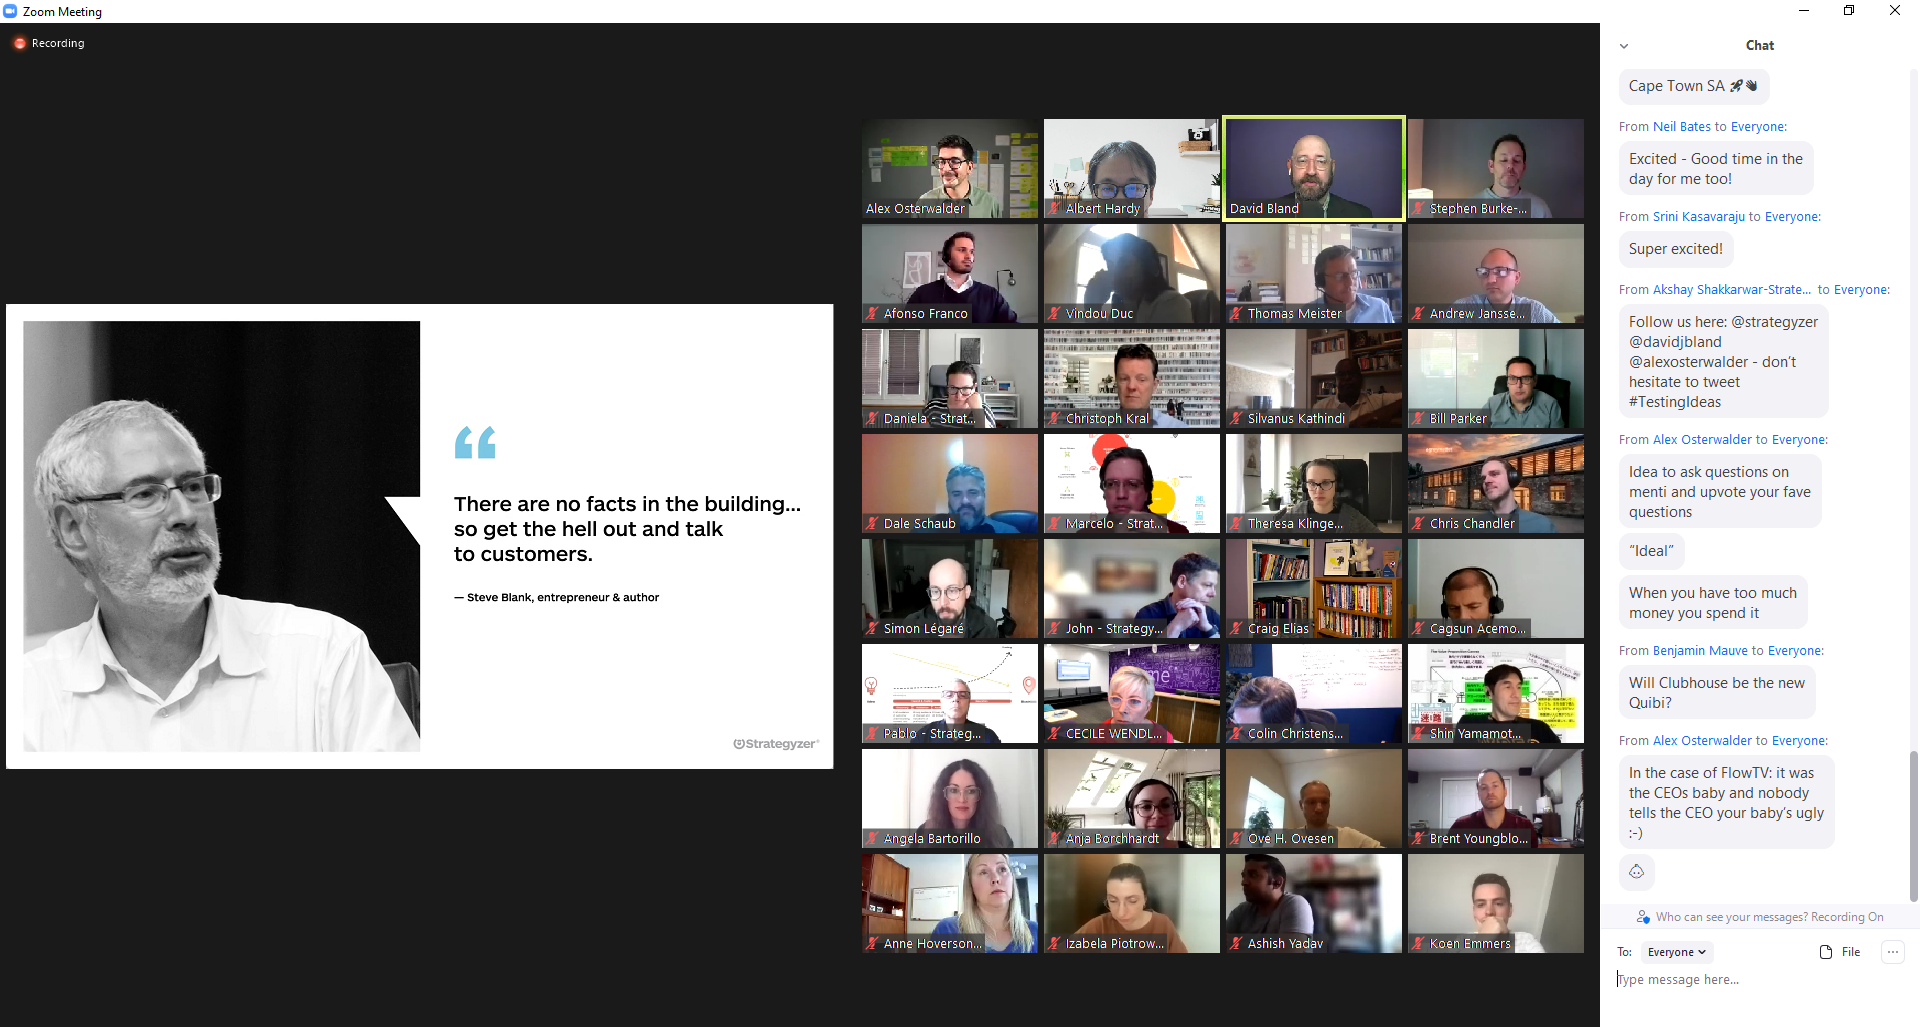 Zoom Meeting
Recording
There are no facts in the building...
so get the hell out and talk
to customers.
— Steve Blank, entrepreneur & author
Strategyzer
Alex Osterwalder
Albert Hardy
David Bland
Stephen Burke-...
Afonso Franco
Vindou Duc
Thomas Meister
Andrew Jansse...
Daniela - Strat...
Christoph Kral
Silvanus Kathindi
Bill Parker
Dale Schaub
Marcelo - Strat...
Theresa Klinge...
Chris Chandler
Simon Légaré
John - Strategy...
Craig Elias
Cagsun Acemo...
Pablo - Strateg...
CECILE WENDL...
Colin Christens...
Shin Yamamot...
Angela Bartorillo
Anja Borchhardt
Ove H. Ovesen
Brent Youngblo...
Anne Hoverson...
Izabela Piotrow...
Ashish Yadav
Koen Emmers
Chat
Cape Town SA 🚀👋
From Neil Bates to Everyone:
Excited - Good time in the
day for me too!
From Srini Kasavaraju to Everyone:
Super excited!
From Akshay Shakkarwar-Strate... to Everyone:
Follow us here: @strategyzer
@davidjbland
@alexosterwalder - don't
hesitate to tweet
#TestingIdeas
From Alex Osterwalder to Everyone:
Idea to ask questions on
menti and upvote your fave
questions
“Ideal”
When you have too much
money you spend it
From Benjamin Mauve to Everyone:
Will Clubhouse be the new
Quibi?
From Alex Osterwalder to Everyone:
In the case of FlowTV: it was
the CEOs baby and nobody
tells the CEO your baby's ugly
:-)
Who can see your messages? Recording On
To: Everyone
File
Type message here...